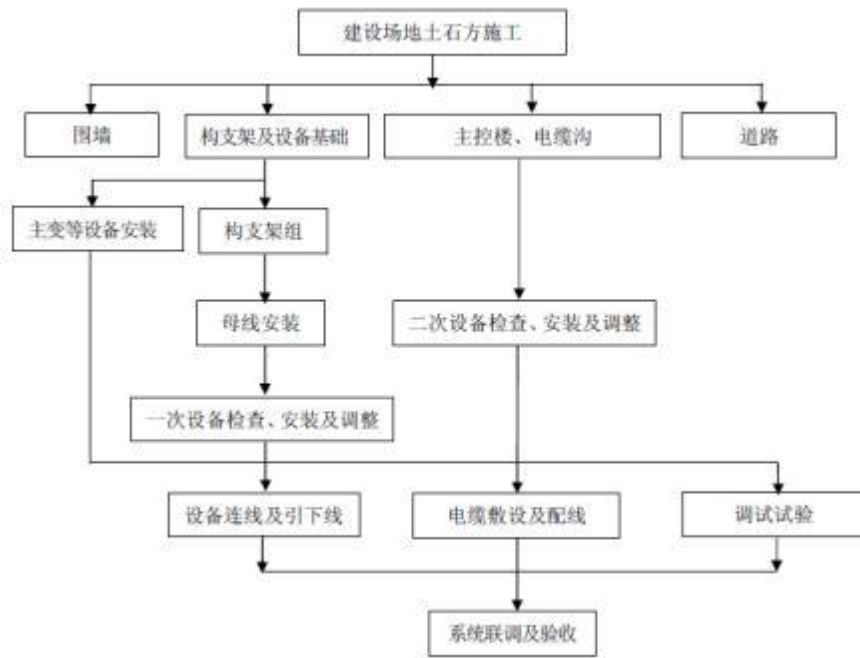 建设场地土石方施工
围墙
构支架及设备基础
主控楼、电缆沟
道路
主变等设备安装
构支架组
母线安装
二次设备检查、安装及调整
一次设备检查、安装及调整
设备连线及引下线
电缆敷设及配线
调试试验
系统联调及验收